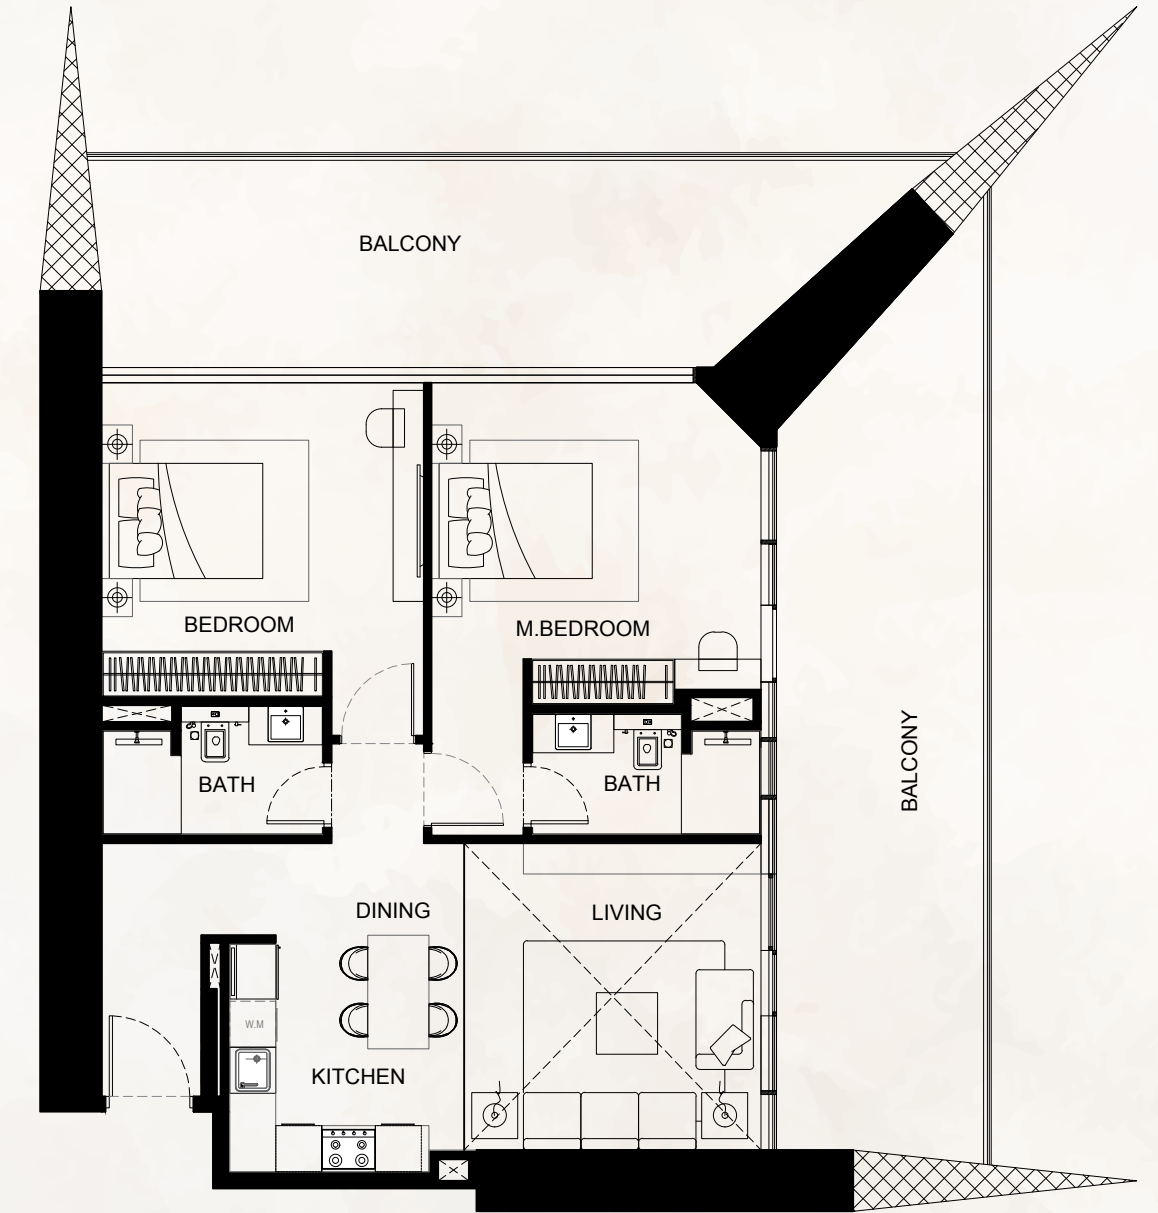 BALCONY
BEDROOM
M.BEDROOM
BATH
BATH
BALCONY
DINING
LIVING
W.M
KITCHEN